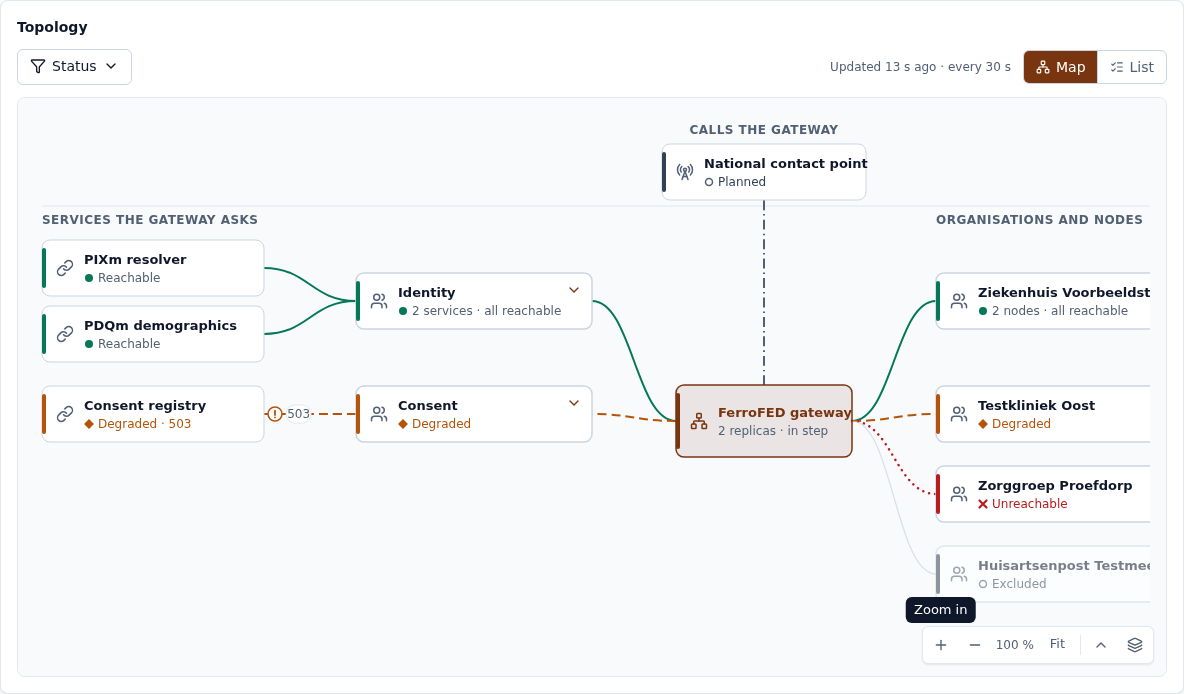 Topology
Status
Updated 13 s ago · every 30 s
Map
List
CALLS THE GATEWAY
National contact point
Planned
SERVICES THE GATEWAY ASKS
ORGANISATIONS AND NODES
PIXm resolver
Reachable
PDQm demographics
Reachable
Identity
2 services · all reachable
Ziekenhuis Voorbeeldst
2 nodes · all reachable
Consent registry
Degraded · 503
503
Consent
Degraded
FerroFED gateway
2 replicas · in step
Testkliniek Oost
Degraded
Zorggroep Proefdorp
Unreachable
Huisartsenpost Testmee
Excluded
Zoom in
100 %
Fit